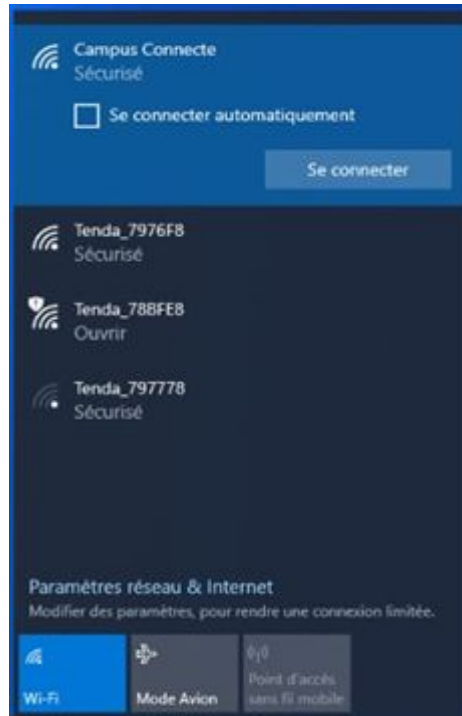 Campus Connecte
Sécurisé
Se connecter automatiquement
Se connecter
Tenda_7976F8
Sécurisé
Tenda_78BFE8
Ouvrir
Tenda_797778
Sécurisé
Paramètres réseau & Internet
Modifier des paramètres, pour rendre une connexion limitée.
Wi-Fi
Mode Avion
Point d'accès
sans fil mobile